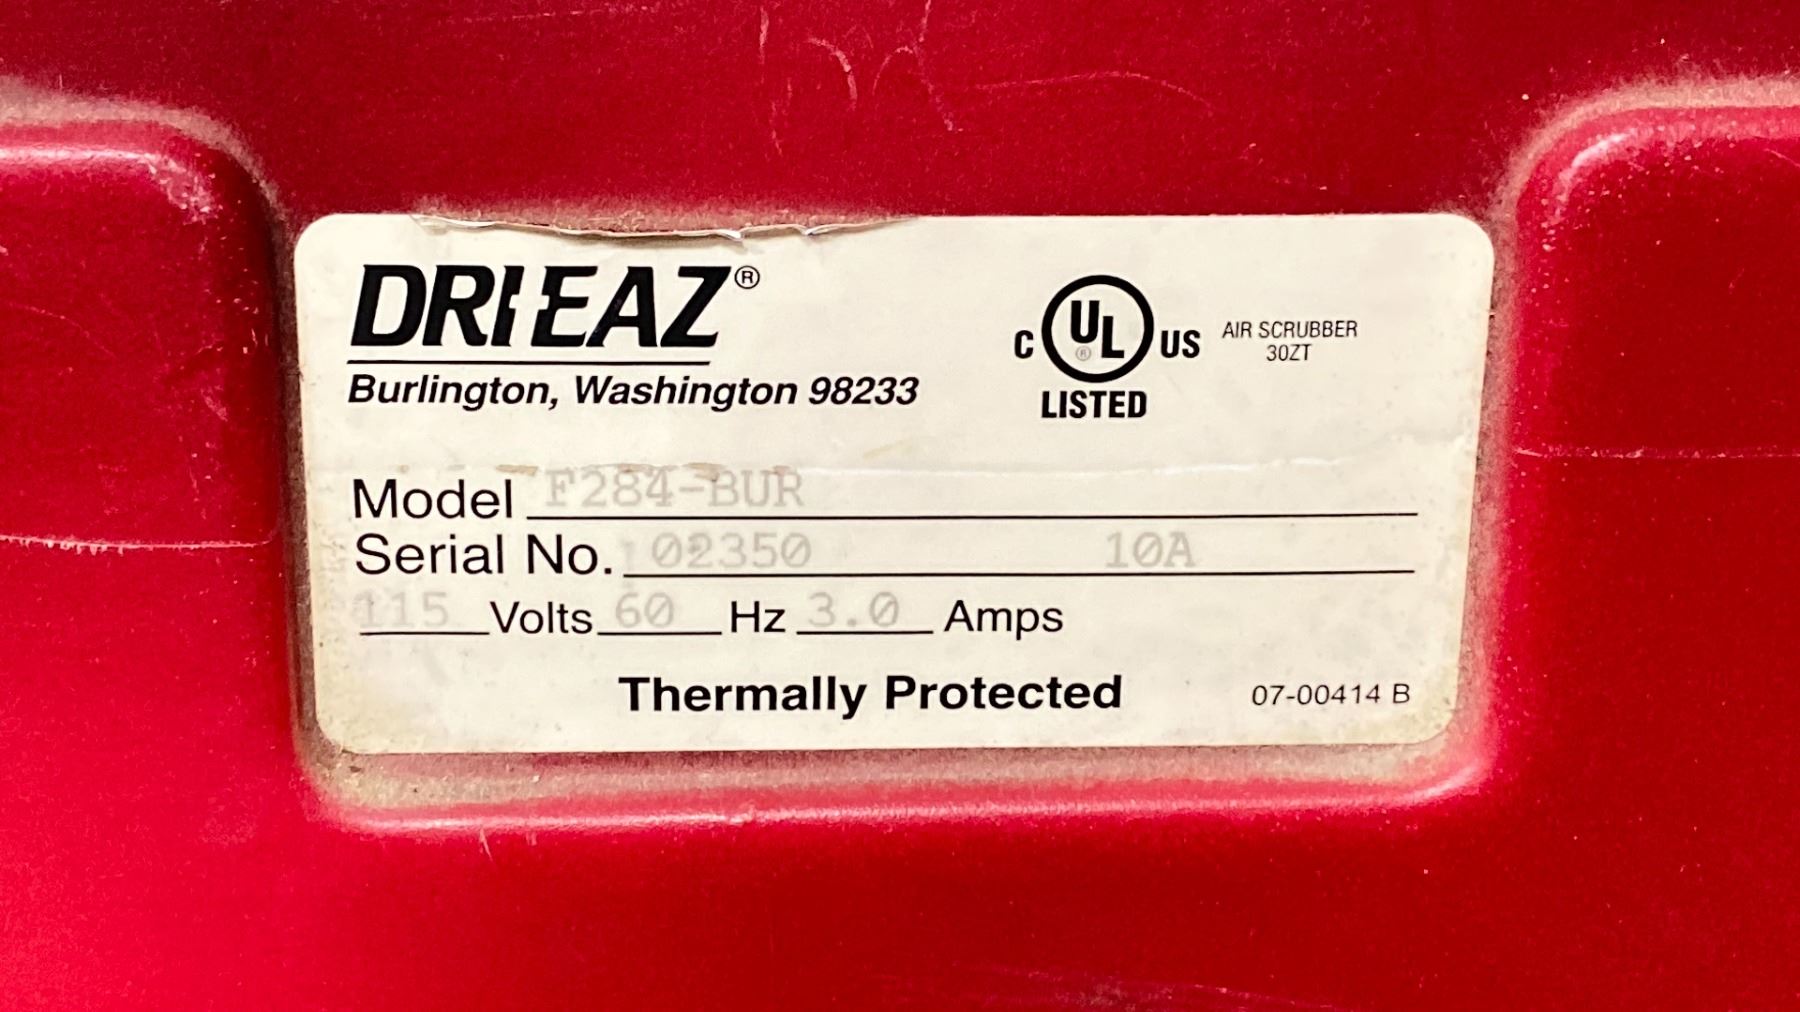 DRIEAZ®
Burlington, Washington 98233
C UL® US LISTED
AIR SCRUBBER
30ZT
Model F284-BUR
Serial No. 02350 10A
115 Volts 60 Hz 3.0 Amps
Thermally Protected 07-00414 B